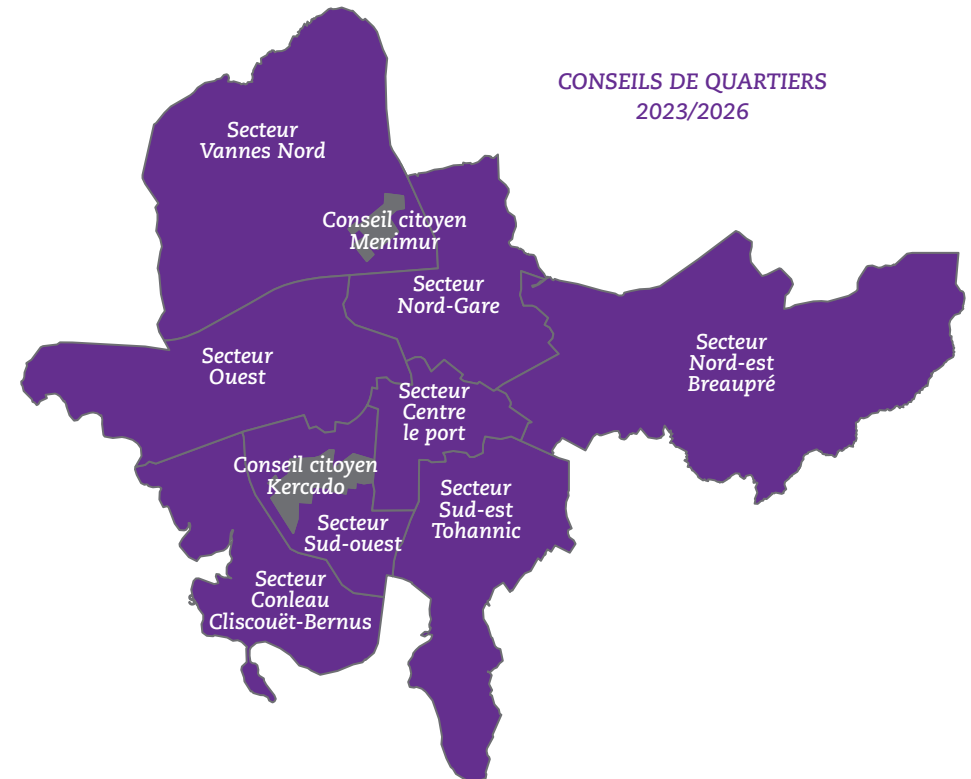 CONSEILS DE QUARTIERS
2023/2026
Secteur
Vannes Nord
Conseil citoyen
Menimur
Secteur
Nord-Gare
Secteur
Ouest
Secteur
Nord-est
Breaupré
Secteur
Centre
le port
Conseil citoyen
Kercado
Secteur
Sud-est
Tohannic
Secteur
Sud-ouest
Secteur
Conleau
Cliscouët-Bernus